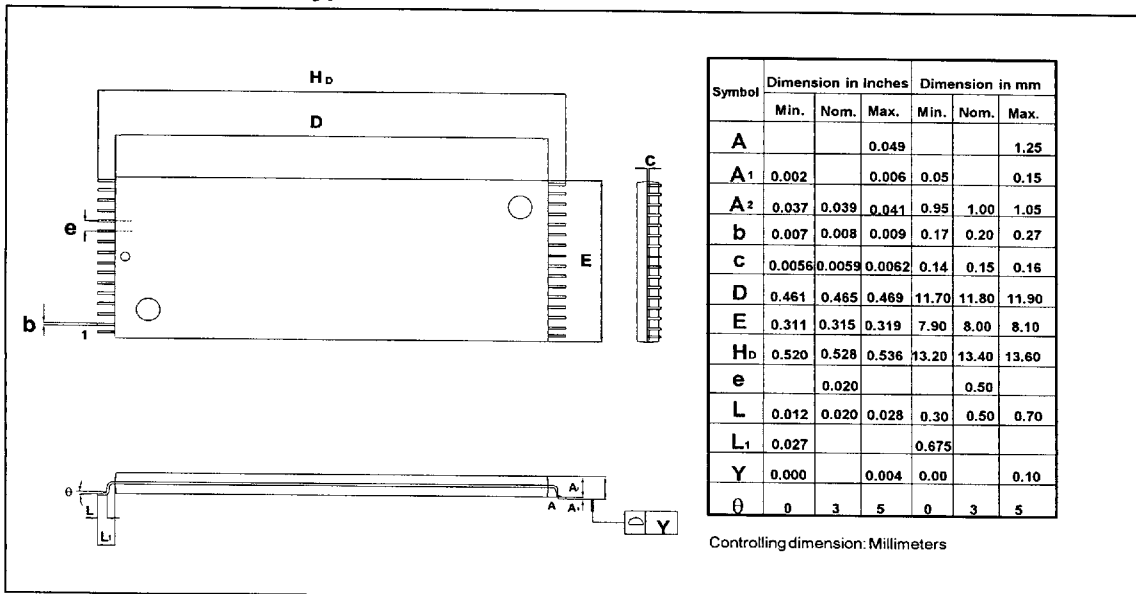 H D
D
c
e
E
b
1
θ
L
L1
A
A1
Y
Symbol Dimension in Inches Dimension in mm
Min. Nom. Max. Min. Nom. Max.
A 0.049 1.25
A1 0.002 0.006 0.05 0.15
A2 0.037 0.039 0.041 0.95 1.00 1.05
b 0.007 0.008 0.009 0.17 0.20 0.27
c 0.0056 0.0059 0.0062 0.14 0.15 0.16
D 0.461 0.465 0.469 11.70 11.80 11.90
E 0.311 0.315 0.319 7.90 8.00 8.10
HD 0.520 0.528 0.536 13.20 13.40 13.60
e 0.020 0.50
L 0.012 0.020 0.028 0.30 0.50 0.70
L1 0.027 0.675
Y 0.000 0.004 0.00 0.10
θ 0 3 5 0 3 5
Controlling dimension: Millimeters